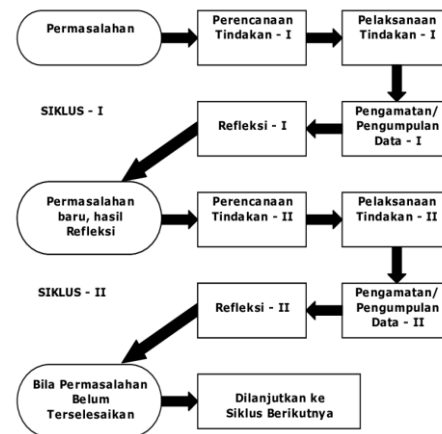 Permasalahan
Perencanaan
Tindakan - I
Pelaksanaan
Tindakan - I
SIKLUS - I
Refleksi - I
Pengamatan/
Pengumpulan
Data - I
Permasalahan
baru, hasil
Refleksi
Perencanaan
Tindakan - II
Pelaksanaan
Tindakan - II
SIKLUS - II
Refleksi - II
Pengamatan/
Pengumpulan
Data - II
Bila Permasalahan
Belum
Terselesaikan
Dilanjutkan ke
Siklus Berikutnya